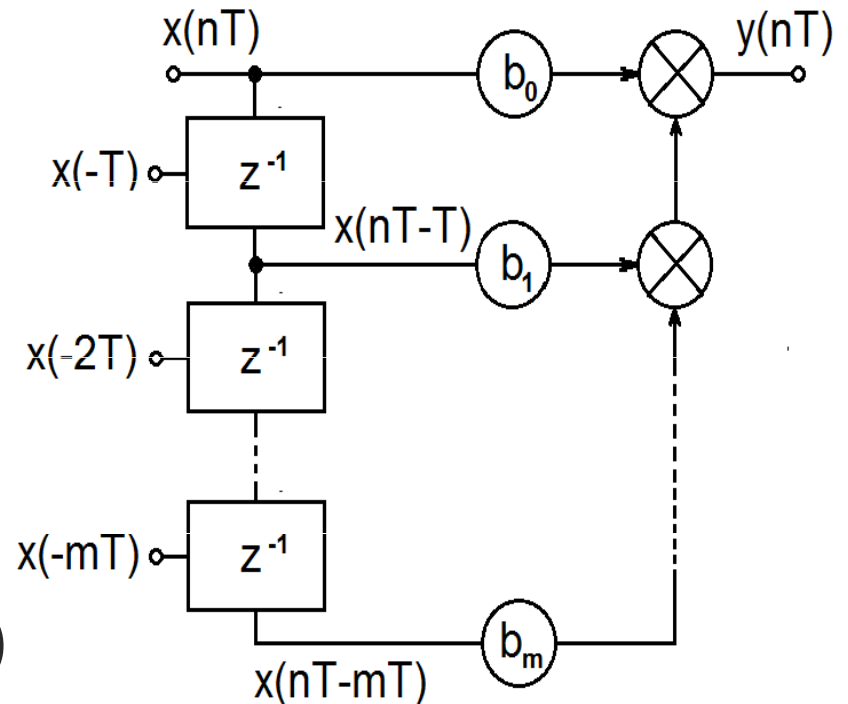 x(nT) y(nT)
b₀
x(-T) z⁻¹
x(nT-T)
b₁
x(-2T) z⁻¹
x(-mT) z⁻¹
)
bₘ
x(nT-mT)